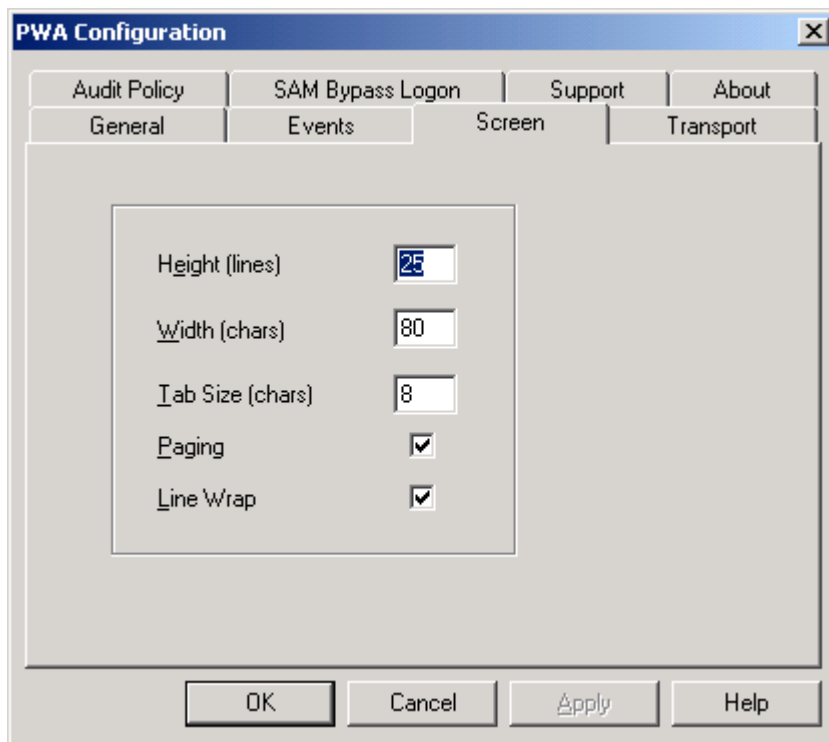 PWA Configuration
Audit Policy SAM Bypass Logon Support About
General Events Screen Transport
Height (lines) 25
Width (chars) 80
Tab Size (chars) 8
Paging
Line Wrap
OK Cancel Apply Help